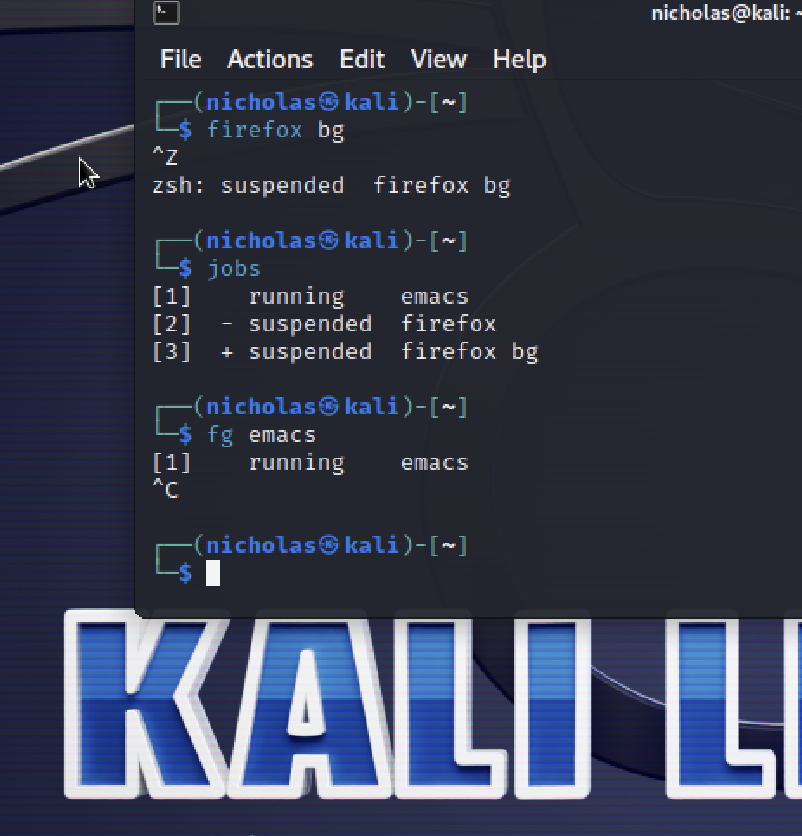 nicholas@kali: ~
File Actions Edit View Help
┌──(nicholas㉿kali)-[~]
└─$ firefox bg
^Z
zsh: suspended  firefox bg
┌──(nicholas㉿kali)-[~]
└─$ jobs
[1]    running    emacs
[2]  - suspended  firefox
[3]  + suspended  firefox bg
┌──(nicholas㉿kali)-[~]
└─$ fg emacs
[1]    running    emacs
^C
┌──(nicholas㉿kali)-[~]
└─$
KALI L